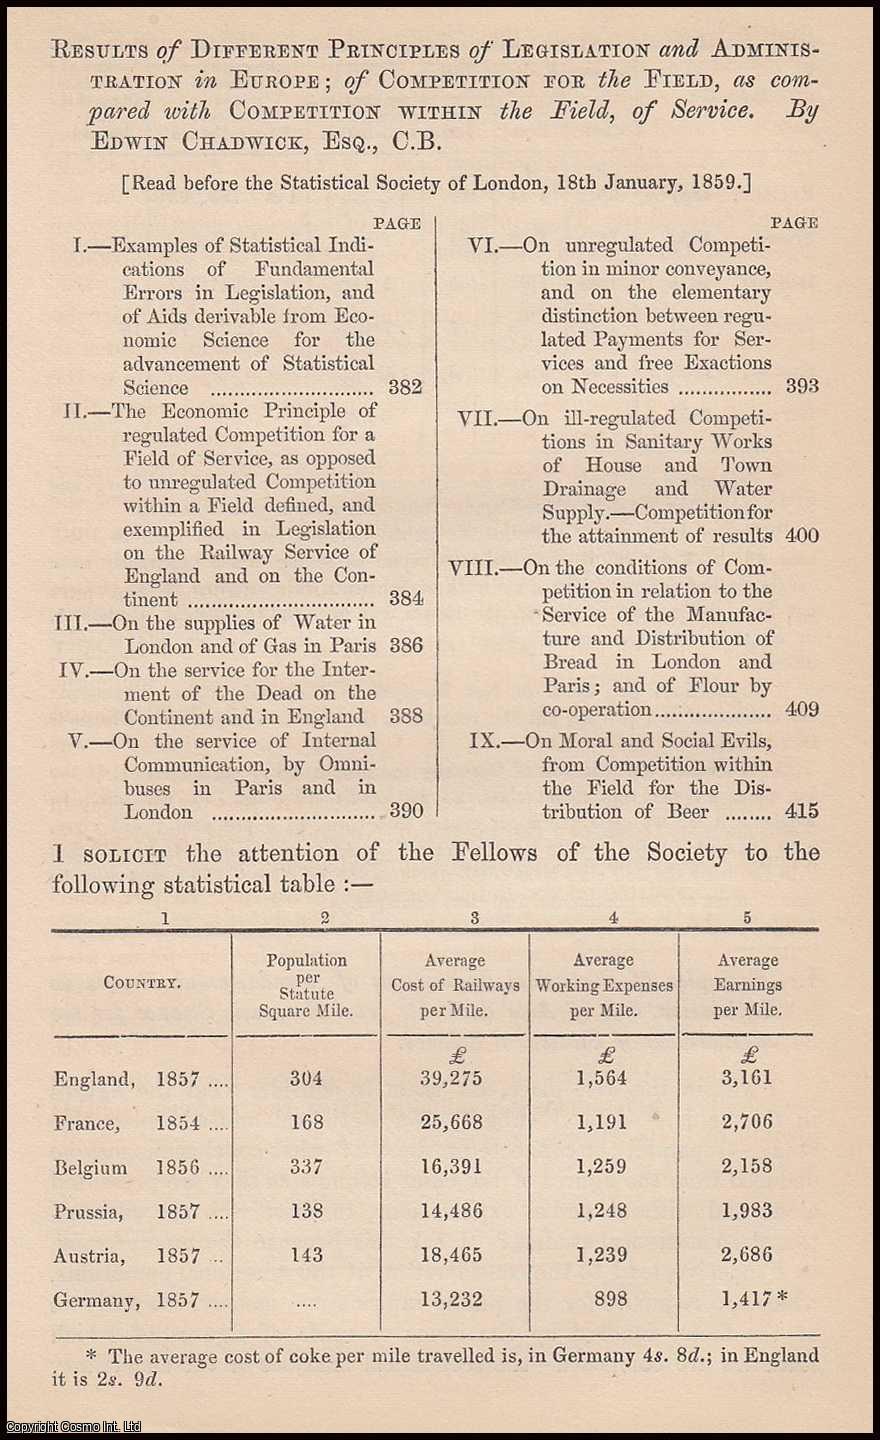 Results of Different Principles of Legislation and Adminis-
tration in Europe; of Competition for the Field, as com-
pared with Competition within the Field, of Service. By
Edwin Chadwick, Esq., C.B.
[Read before the Statistical Society of London, 18th January, 1859.]
PAGE
I.—Examples of Statistical Indi-
cations of Fundamental
Errors in Legislation, and
of Aids derivable from Eco-
nomic Science for the
advancement of Statistical
Science ........................... 382
II.—The Economic Principle of
regulated Competition for a
Field of Service, as opposed
to unregulated Competition
within a Field defined, and
exemplified in Legislation
on the Railway Service of
England and on the Con-
tinent ............................... 384
III.—On the supplies of Water in
London and of Gas in Paris 386
IV.—On the service for the Inter-
ment of the Dead on the
Continent and in England 388
V.—On the service of Internal
Communication, by Omni-
buses in Paris and in
London ........................... 390
PAGE
VI.—On unregulated Competi-
tion in minor conveyance,
and on the elementary
distinction between regu-
lated Payments for Ser-
vices and free Exactions
on Necessities ................ 393
VII.—On ill-regulated Competi-
tions in Sanitary Works
of House and Town
Drainage and Water
Supply.—Competition for
the attainment of results 400
VIII.—On the conditions of Com-
petition in relation to the
Service of the Manufac-
ture and Distribution of
Bread in London and
Paris; and of Flour by
co-operation.................... 409
IX.—On Moral and Social Evils,
from Competition within
the Field for the Dis-
tribution of Beer ........ 415
I solicit the attention of the Fellows of the Society to the
following statistical table :—
1 2 3 4 5
Country. Population per Statute Square Mile. Average Cost of Railways per Mile. Average Working Expenses per Mile. Average Earnings per Mile.
£ £ £
England, 1857 .... 304 39,275 1,564 3,161
France, 1854 .... 168 25,668 1,191 2,706
Belgium 1856 .... 337 16,391 1,259 2,158
Prussia, 1857 .... 138 14,486 1,248 1,983
Austria, 1857 .. 143 18,465 1,239 2,686
Germany, 1857 .... .... 13,232 898 1,417 *
* The average cost of coke per mile travelled is, in Germany 4s. 8d.; in England
it is 2s. 9d.
Copyright Cosmo Int. Ltd